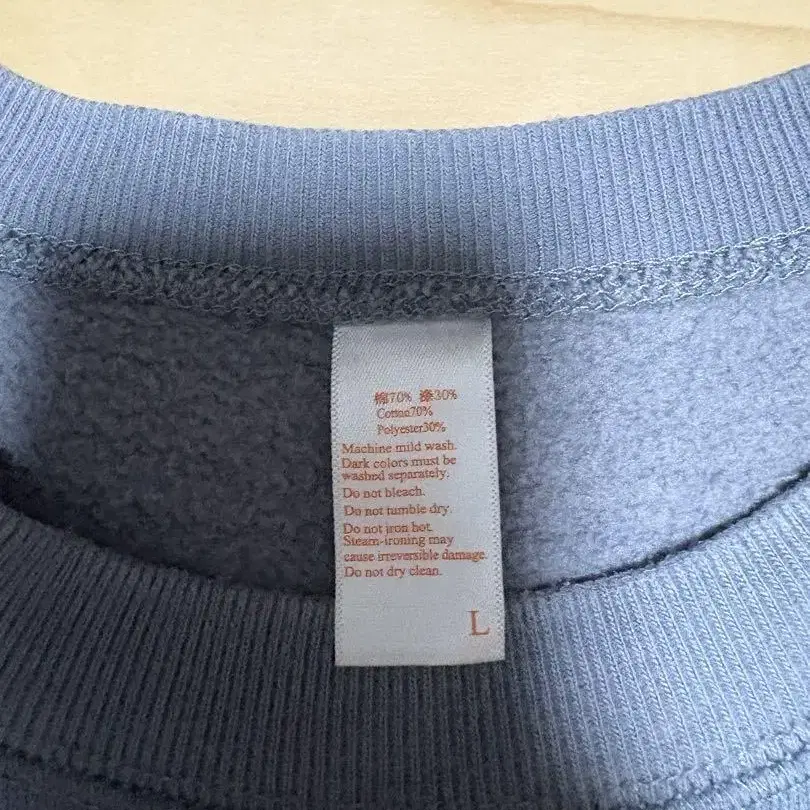 棉70% 涤30%
Cotton70%
Polyester30%
Machine mild wash.
Dark colors must be
washed separately.
Do not bleach.
Do not tumble dry.
Do not iron hot.
Steam-ironing may
cause irreversible damage.
Do not dry clean.
L